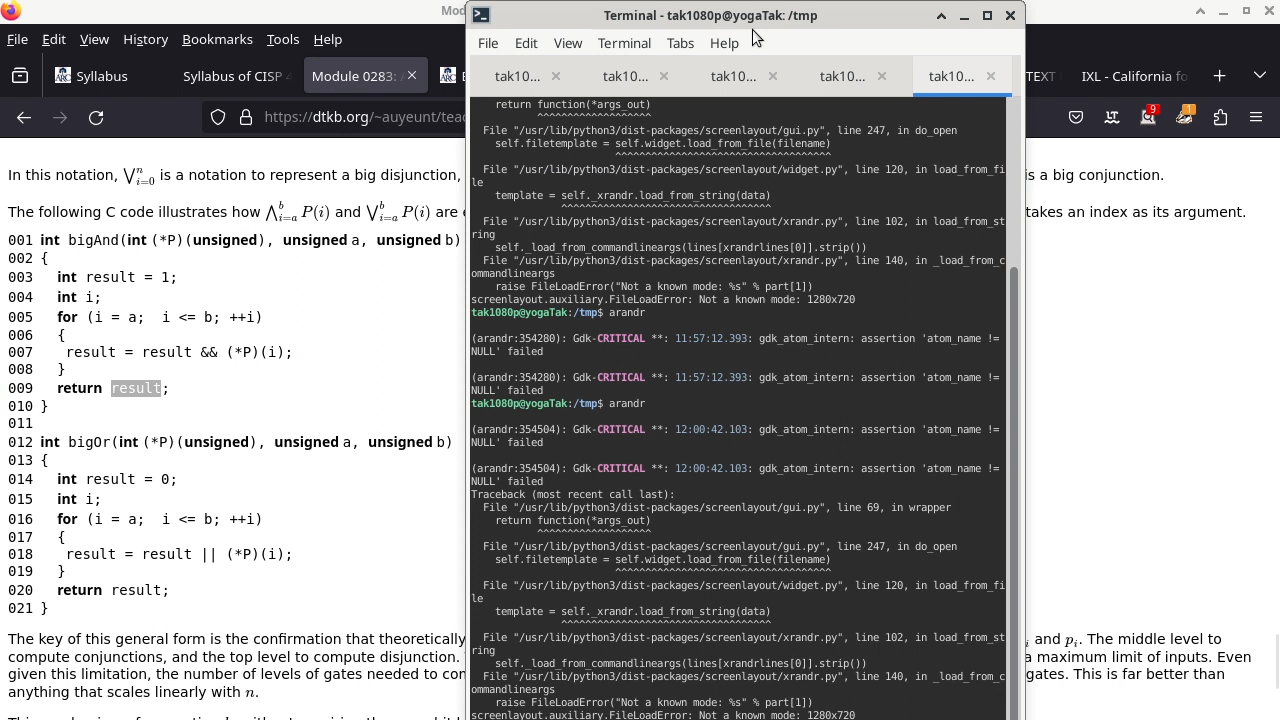 Mod
File Edit View History Bookmarks Tools Help
Syllabus
Syllabus of CISP
Module 0283:
TEXT
IXL - California fo
https://dtkb.org/~auyeunt/teac
9
1
In this notation, ⋁ⁿᵢ₌₀ is a notation to represent a big disjunction,
is a big conjunction.
The following C code illustrates how ⋀ᵇᵢ₌ₐ P(i) and ⋁ᵇᵢ₌ₐ P(i) are
takes an index as its argument.
001 int bigAnd(int (*P)(unsigned), unsigned a, unsigned b)
002 {
003 int result = 1;
004 int i;
005 for (i = a; i <= b; ++i)
006 {
007 result = result && (*P)(i);
008 }
009 return result;
010 }
011
012 int bigOr(int (*P)(unsigned), unsigned a, unsigned b)
013 {
014 int result = 0;
015 int i;
016 for (i = a; i <= b; ++i)
017 {
018 result = result || (*P)(i);
019 }
020 return result;
021 }
The key of this general form is the confirmation that theoretically
and pᵢ. The middle level to
compute conjunctions, and the top level to compute disjunction.
a maximum limit of inputs. Even
given this limitation, the number of levels of gates needed to con
gates. This is far better than
anything that scales linearly with n.
Terminal - tak1080p@yogaTak: /tmp
File Edit View Terminal Tabs Help
tak10...
tak10...
tak10...
tak10...
tak10...
return function(*args_out)
^^^^^^^^^^^^^^^^^^^
File "/usr/lib/python3/dist-packages/screenlayout/gui.py", line 247, in do_open
self.filetemplate = self.widget.load_from_file(filename)
^^^^^^^^^^^^^^^^^^^^^^^^^^^^^^^^^^^^
File "/usr/lib/python3/dist-packages/screenlayout/widget.py", line 120, in load_from_fi
le
template = self._xrandr.load_from_string(data)
^^^^^^^^^^^^^^^^^^^^^^^^^^^^^^^^^^^
File "/usr/lib/python3/dist-packages/screenlayout/xrandr.py", line 102, in load_from_st
ring
self._load_from_commandlineargs(lines[xrandrlines[0]].strip())
File "/usr/lib/python3/dist-packages/screenlayout/xrandr.py", line 140, in _load_from_c
ommandlineargs
raise FileLoadError("Not a known mode: %s" % part[1])
screenlayout.auxiliary.FileLoadError: Not a known mode: 1280x720
tak1080p@yogaTak:/tmp$ arandr
(arandr:354280): Gdk-CRITICAL **: 11:57:12.393: gdk_atom_intern: assertion 'atom_name !=
NULL' failed
(arandr:354280): Gdk-CRITICAL **: 11:57:12.393: gdk_atom_intern: assertion 'atom_name !=
NULL' failed
tak1080p@yogaTak:/tmp$ arandr
(arandr:354504): Gdk-CRITICAL **: 12:00:42.103: gdk_atom_intern: assertion 'atom_name !=
NULL' failed
(arandr:354504): Gdk-CRITICAL **: 12:00:42.103: gdk_atom_intern: assertion 'atom_name !=
NULL' failed
Traceback (most recent call last):
File "/usr/lib/python3/dist-packages/screenlayout/gui.py", line 69, in wrapper
return function(*args_out)
^^^^^^^^^^^^^^^^^^^
File "/usr/lib/python3/dist-packages/screenlayout/gui.py", line 247, in do_open
self.filetemplate = self.widget.load_from_file(filename)
^^^^^^^^^^^^^^^^^^^^^^^^^^^^^^^^^^^^
File "/usr/lib/python3/dist-packages/screenlayout/widget.py", line 120, in load_from_fi
le
template = self._xrandr.load_from_string(data)
^^^^^^^^^^^^^^^^^^^^^^^^^^^^^^^^^^^
File "/usr/lib/python3/dist-packages/screenlayout/xrandr.py", line 102, in load_from_st
ring
self._load_from_commandlineargs(lines[xrandrlines[0]].strip())
File "/usr/lib/python3/dist-packages/screenlayout/xrandr.py", line 140, in _load_from_c
ommandlineargs
raise FileLoadError("Not a known mode: %s" % part[1])
screenlayout.auxiliary.FileLoadError: Not a known mode: 1280x720